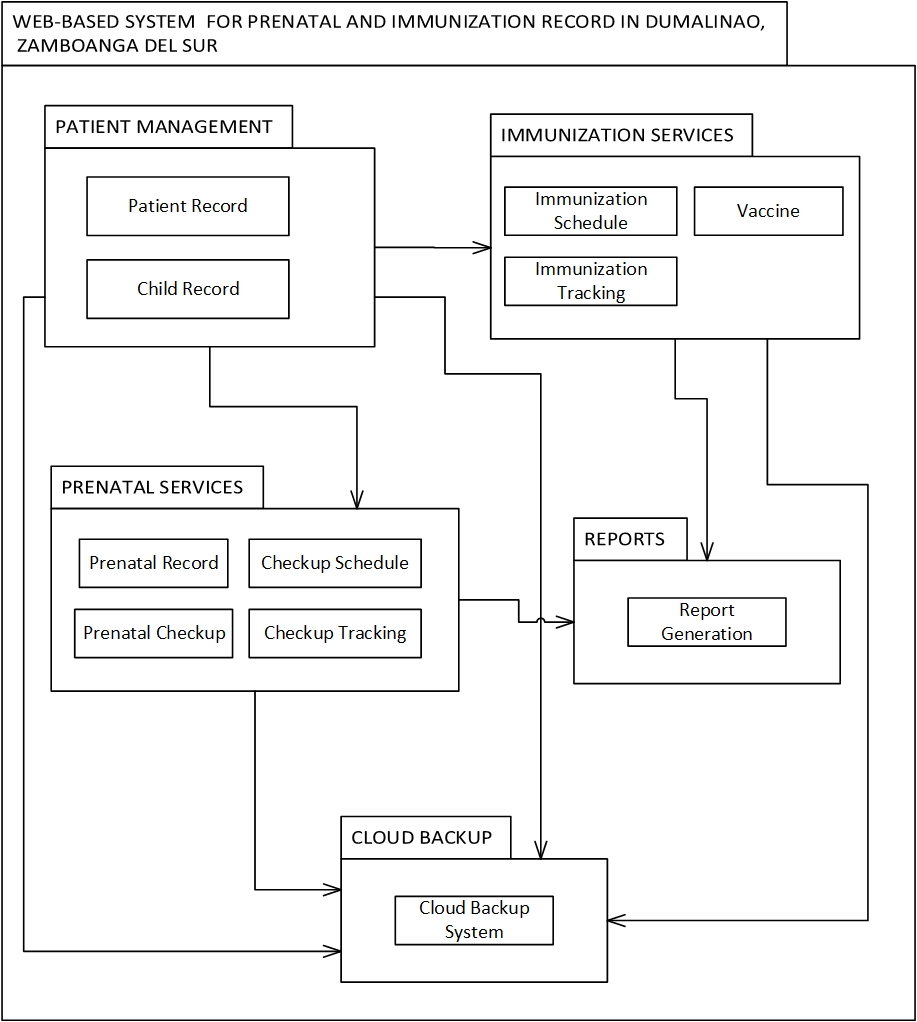 WEB-BASED SYSTEM  FOR PRENATAL AND IMMUNIZATION RECORD IN DUMALINAO,
ZAMBOANGA DEL SUR
PATIENT MANAGEMENT
Patient Record
Child Record
IMMUNIZATION SERVICES
Immunization
Schedule
Vaccine
Immunization
Tracking
PRENATAL SERVICES
Prenatal Record
Checkup Schedule
Prenatal Checkup
Checkup Tracking
REPORTS
Report
Generation
CLOUD BACKUP
Cloud Backup
System